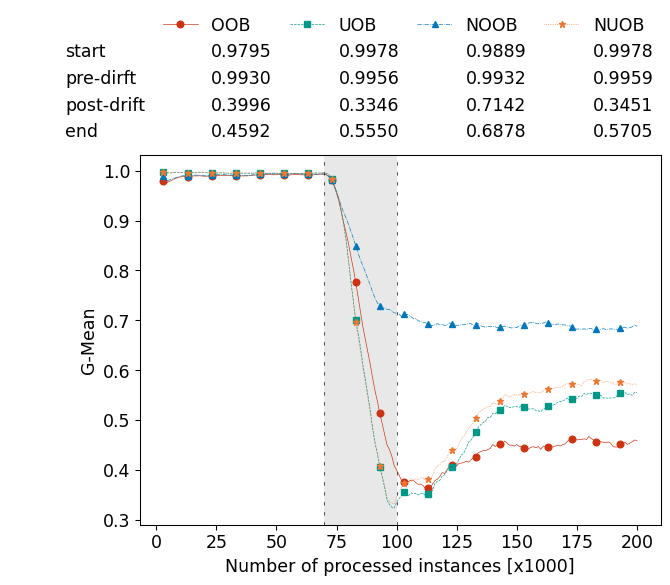 OOB UOB NOOB NUOB
start 0.9795 0.9978 0.9889 0.9978
pre-dirft 0.9930 0.9956 0.9932 0.9959
post-drift 0.3996 0.3346 0.7142 0.3451
end 0.4592 0.5550 0.6878 0.5705
1.0
0.9
0.8
0.7
0.6
0.5
0.4
0.3
G-Mean
0 25 50 75 100 125 150 175 200
Number of processed instances [x1000]